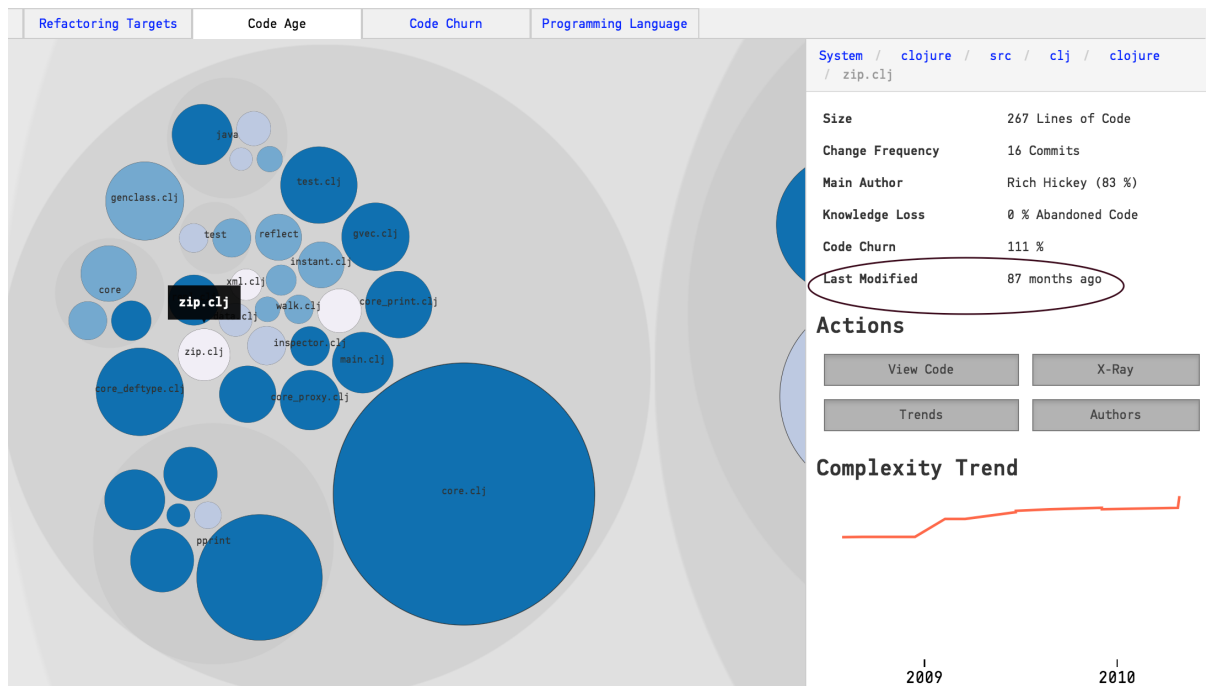 Refactoring Targets
Code Age
Code Churn
Programming Language
System / clojure / src / clj / clojure
/ zip.clj
Size 267 Lines of Code
Change Frequency 16 Commits
Main Author Rich Hickey (83 %)
Knowledge Loss 0 % Abandoned Code
Code Churn 111 %
Last Modified 87 months ago
Actions
View Code
X-Ray
Trends
Authors
Complexity Trend
2009
2010
java
test.clj
genclass.clj
test
reflect
gvec.clj
instant.clj
core
xml.clj
zip.clj
walk.clj
core_print.clj
zip.clj
inspector.clj
main.clj
core_deftype.clj
core_proxy.clj
core.clj
pprint